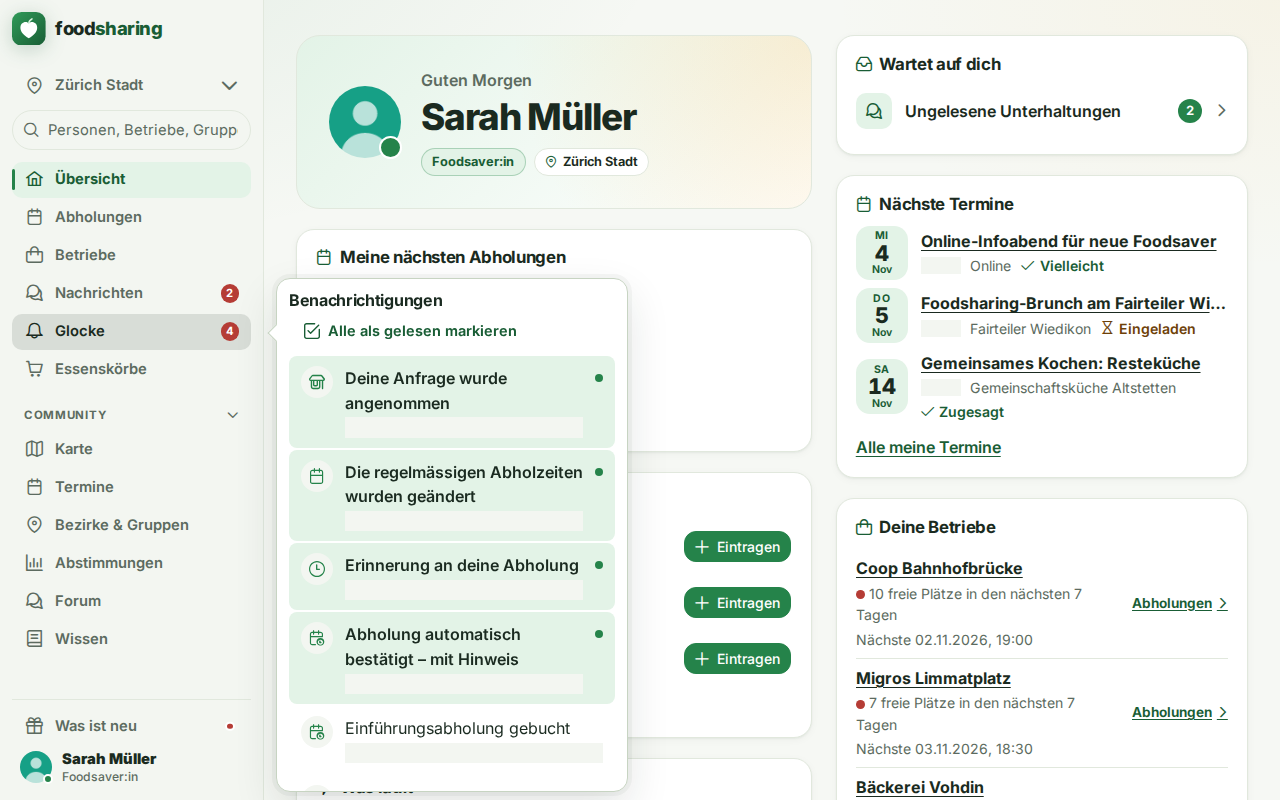 foodsharing
Zürich Stadt
Personen, Betriebe, Grupp
Übersicht
Abholungen
Betriebe
Nachrichten 2
Glocke 4
Essenskörbe
COMMUNITY
Karte
Termine
Bezirke & Gruppen
Abstimmungen
Forum
Wissen
Was ist neu
Sarah Müller
Foodsaver:in
Guten Morgen
Sarah Müller
Foodsaver:in Zürich Stadt
Meine nächsten Abholungen
Benachrichtigungen
Alle als gelesen markieren
Deine Anfrage wurde
angenommen
Die regelmässigen Abholzeiten
wurden geändert
Erinnerung an deine Abholung
Abholung automatisch
bestätigt – mit Hinweis
Einführungsabholung gebucht
Eintragen
Eintragen
Eintragen
Wartet auf dich
Ungelesene Unterhaltungen 2
Nächste Termine
MI
4
Nov
Online-Infoabend für neue Foodsaver
Online Vielleicht
DO
5
Nov
Foodsharing-Brunch am Fairteiler Wi...
Fairteiler Wiedikon Eingeladen
SA
14
Nov
Gemeinsames Kochen: Resteküche
Gemeinschaftsküche Altstetten
Zugesagt
Alle meine Termine
Deine Betriebe
Coop Bahnhofbrücke
10 freie Plätze in den nächsten 7
Tagen
Nächste 02.11.2026, 19:00
Abholungen
Migros Limmatplatz
7 freie Plätze in den nächsten 7
Tagen
Nächste 03.11.2026, 18:30
Abholungen
Bäckerei Vohdin